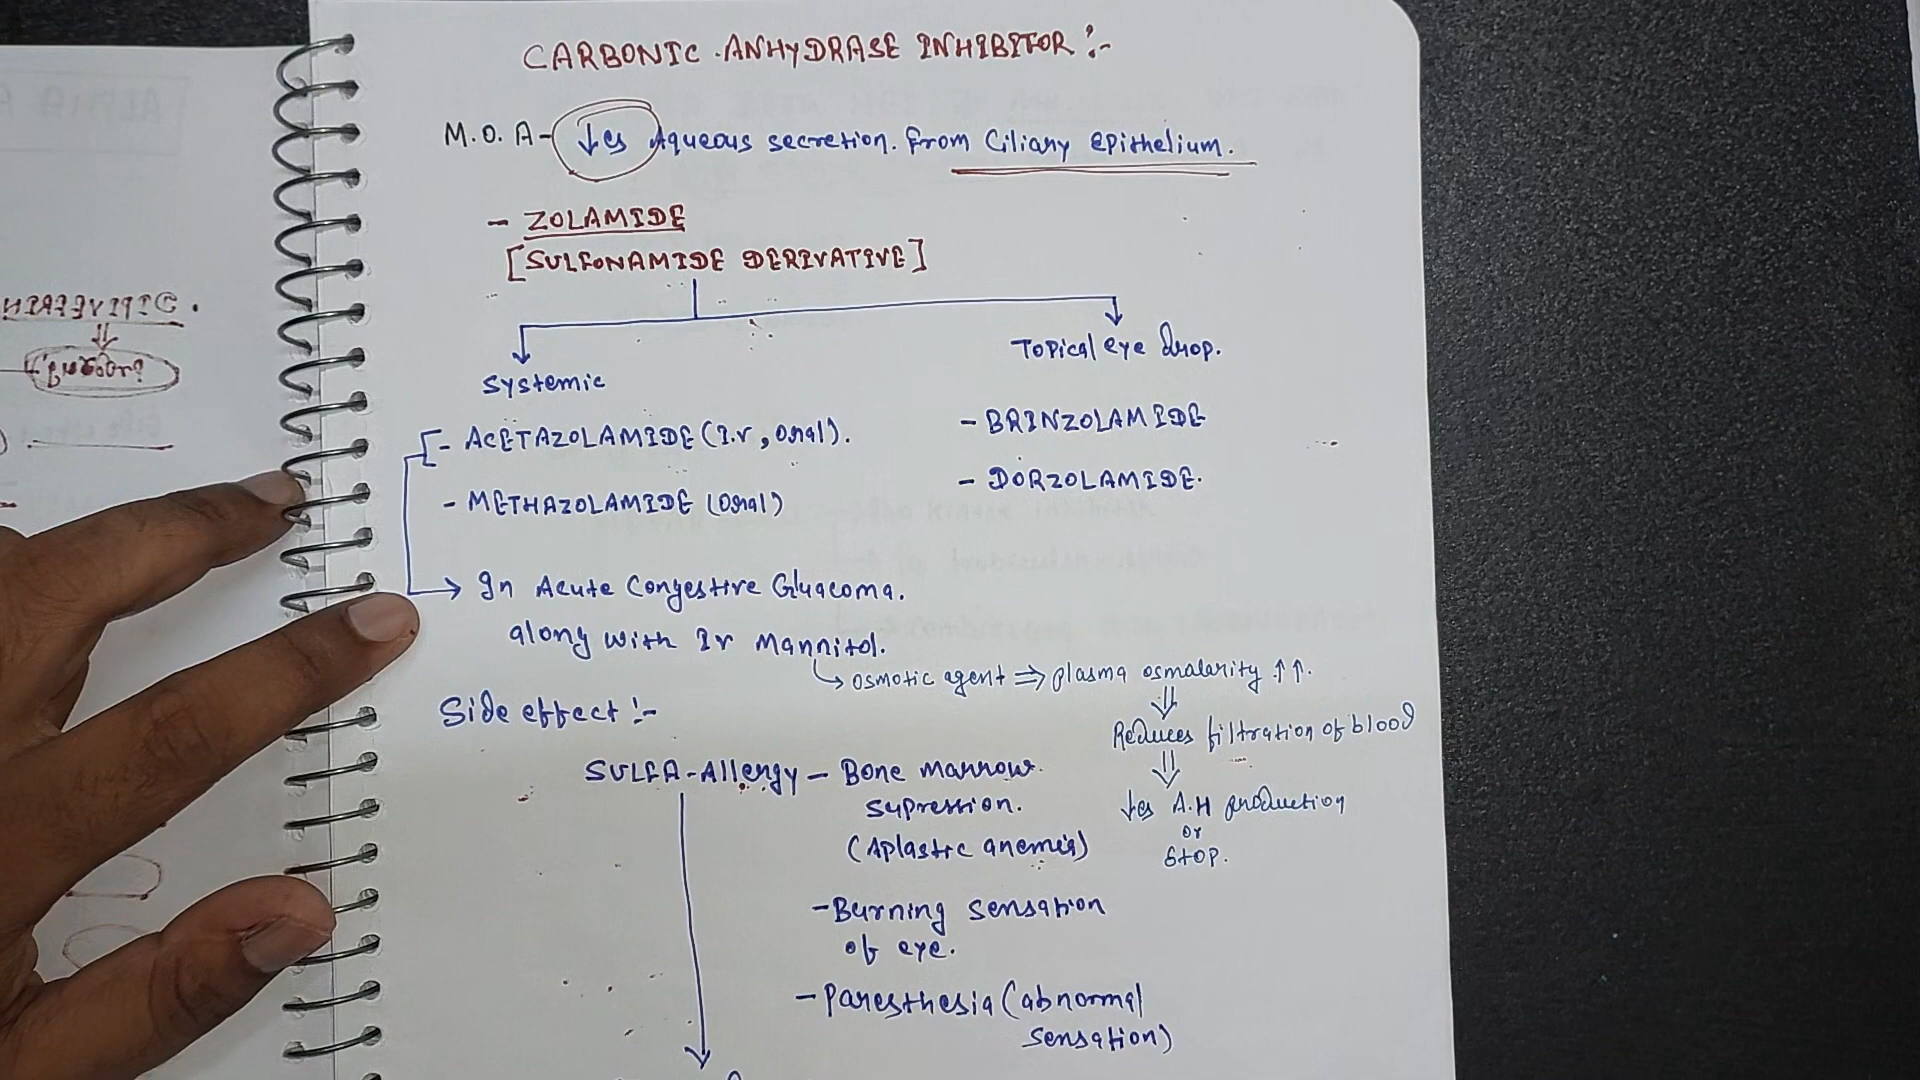 CARBONIC ANHYDRASE INHIBITOR :-
M.O.A- ↓es Aqueous secretion. from Ciliary Epithelium.
- ZOLAMIDE
[SULFONAMIDE DERIVATIVE]
Systemic
- ACETAZOLAMIDE (I.v, oral).
- METHAZOLAMIDE (oral)
Topical eye drop.
- BRINZOLAMIDE
- DORZOLAMIDE.
→ In Acute Congestive Gluacoma.
along with Iv Mannitol.
↳ osmotic agent ⇒ plasma osmalarity ↑↑.
⇓
Reduces filtration of blood
⇓
↓es A.H production
or
Stop.
Side effect :-
SULFA-Allergy - Bone marrow
supression.
(Aplastic anemia)
-Burning sensation
of eye.
- Paresthesia (abnormal
sensation)